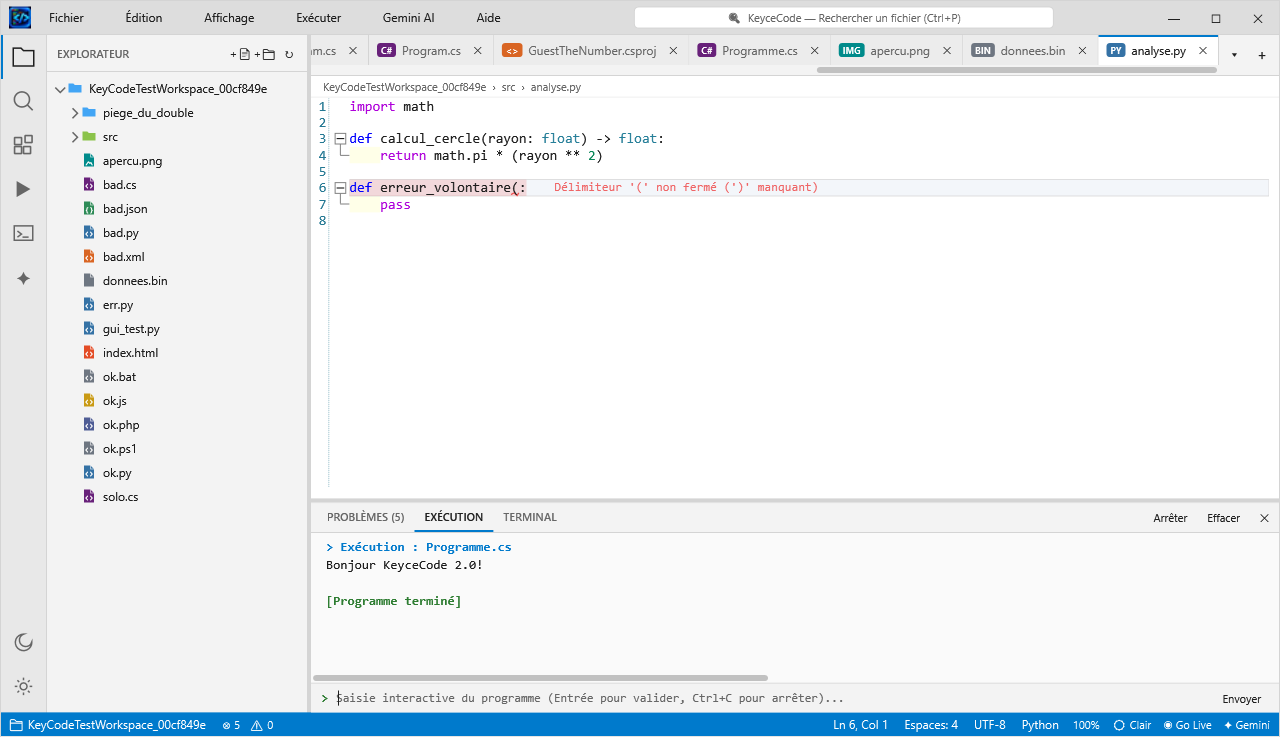 Fichier Édition Affichage Exécuter Gemini AI Aide KeyceCode — Rechercher un fichier (Ctrl+P)
EXPLORATEUR
KeyCodeTestWorkspace_00cf849e
piege_du_double
src
apercu.png
bad.cs
bad.json
bad.py
bad.xml
donnees.bin
err.py
gui_test.py
index.html
ok.bat
ok.js
ok.php
ok.ps1
ok.py
solo.cs
am.cs C# Program.cs <> GuestTheNumber.csproj C# Programme.cs IMG apercu.png BIN donnees.bin PY analyse.py
KeyCodeTestWorkspace_00cf849e › src › analyse.py
1 import math
2
3 def calcul_cercle(rayon: float) -> float:
4     return math.pi * (rayon ** 2)
5
6 def erreur_volontaire(: Délimiteur '(' non fermé (')' manquant)
7     pass
8
PROBLÈMES (5) EXÉCUTION TERMINAL Arrêter Effacer
> Exécution : Programme.cs
Bonjour KeyceCode 2.0!
[Programme terminé]
> Saisie interactive du programme (Entrée pour valider, Ctrl+C pour arrêter)... Envoyer
KeyCodeTestWorkspace_00cf849e 5 0 Ln 6, Col 1 Espaces: 4 UTF-8 Python 100% Clair Go Live Gemini